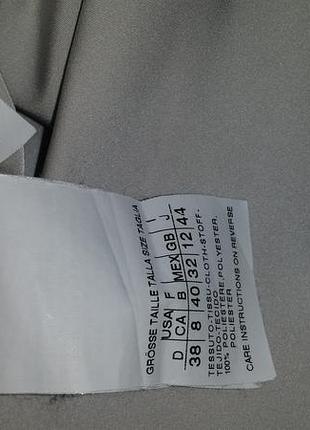 GRÖSSE TAILLE TALLA SIZE TAGLIA
USA F MEX GB J
D CA B I
38 8 40 32 12 44
TESSUTO-TISSU-CLOTH-STOFF-
TEJIDO-TECIDO
100% POLIESTERE,POLYESTER,
POLIESTER
CARE INSTRUCTIONS ON REVERSE